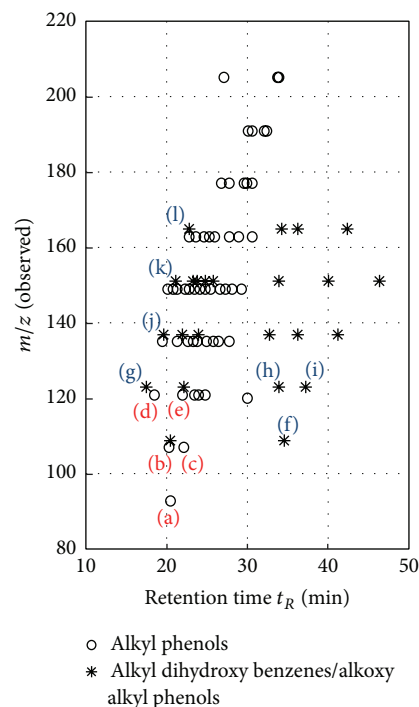 220
200
180
160
140
120
100
80
m/z (observed)
(l)
(k)
(j)
(g)
(h)
(i)
(d)
(e)
(f)
(b)
(c)
(a)
10
20
30
40
50
Retention time t_R (min)
Alkyl phenols
Alkyl dihydroxy benzenes/alkoxy
alkyl phenols